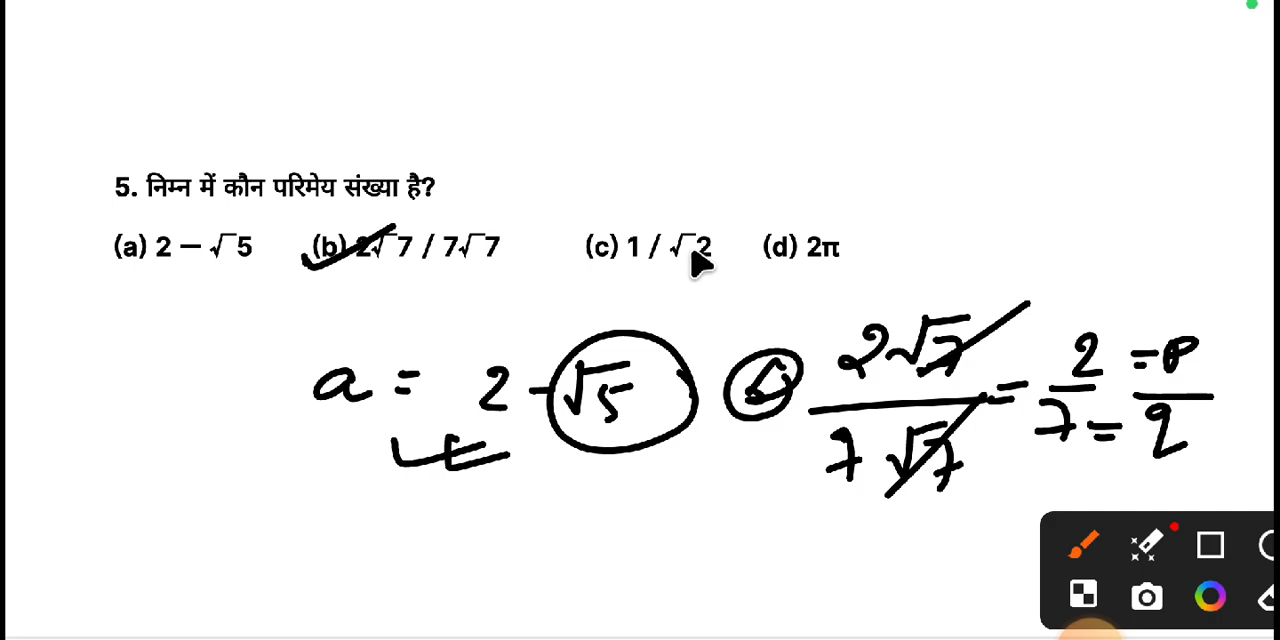 5. निम्न में कौन परिमेय संख्या है?
(a) 2 – √5 (b) 2√7 / 7√7 (c) 1 / √2 (d) 2π
a = 2 - √5 2√7 / 7√7 = 2 / 7 = p / q